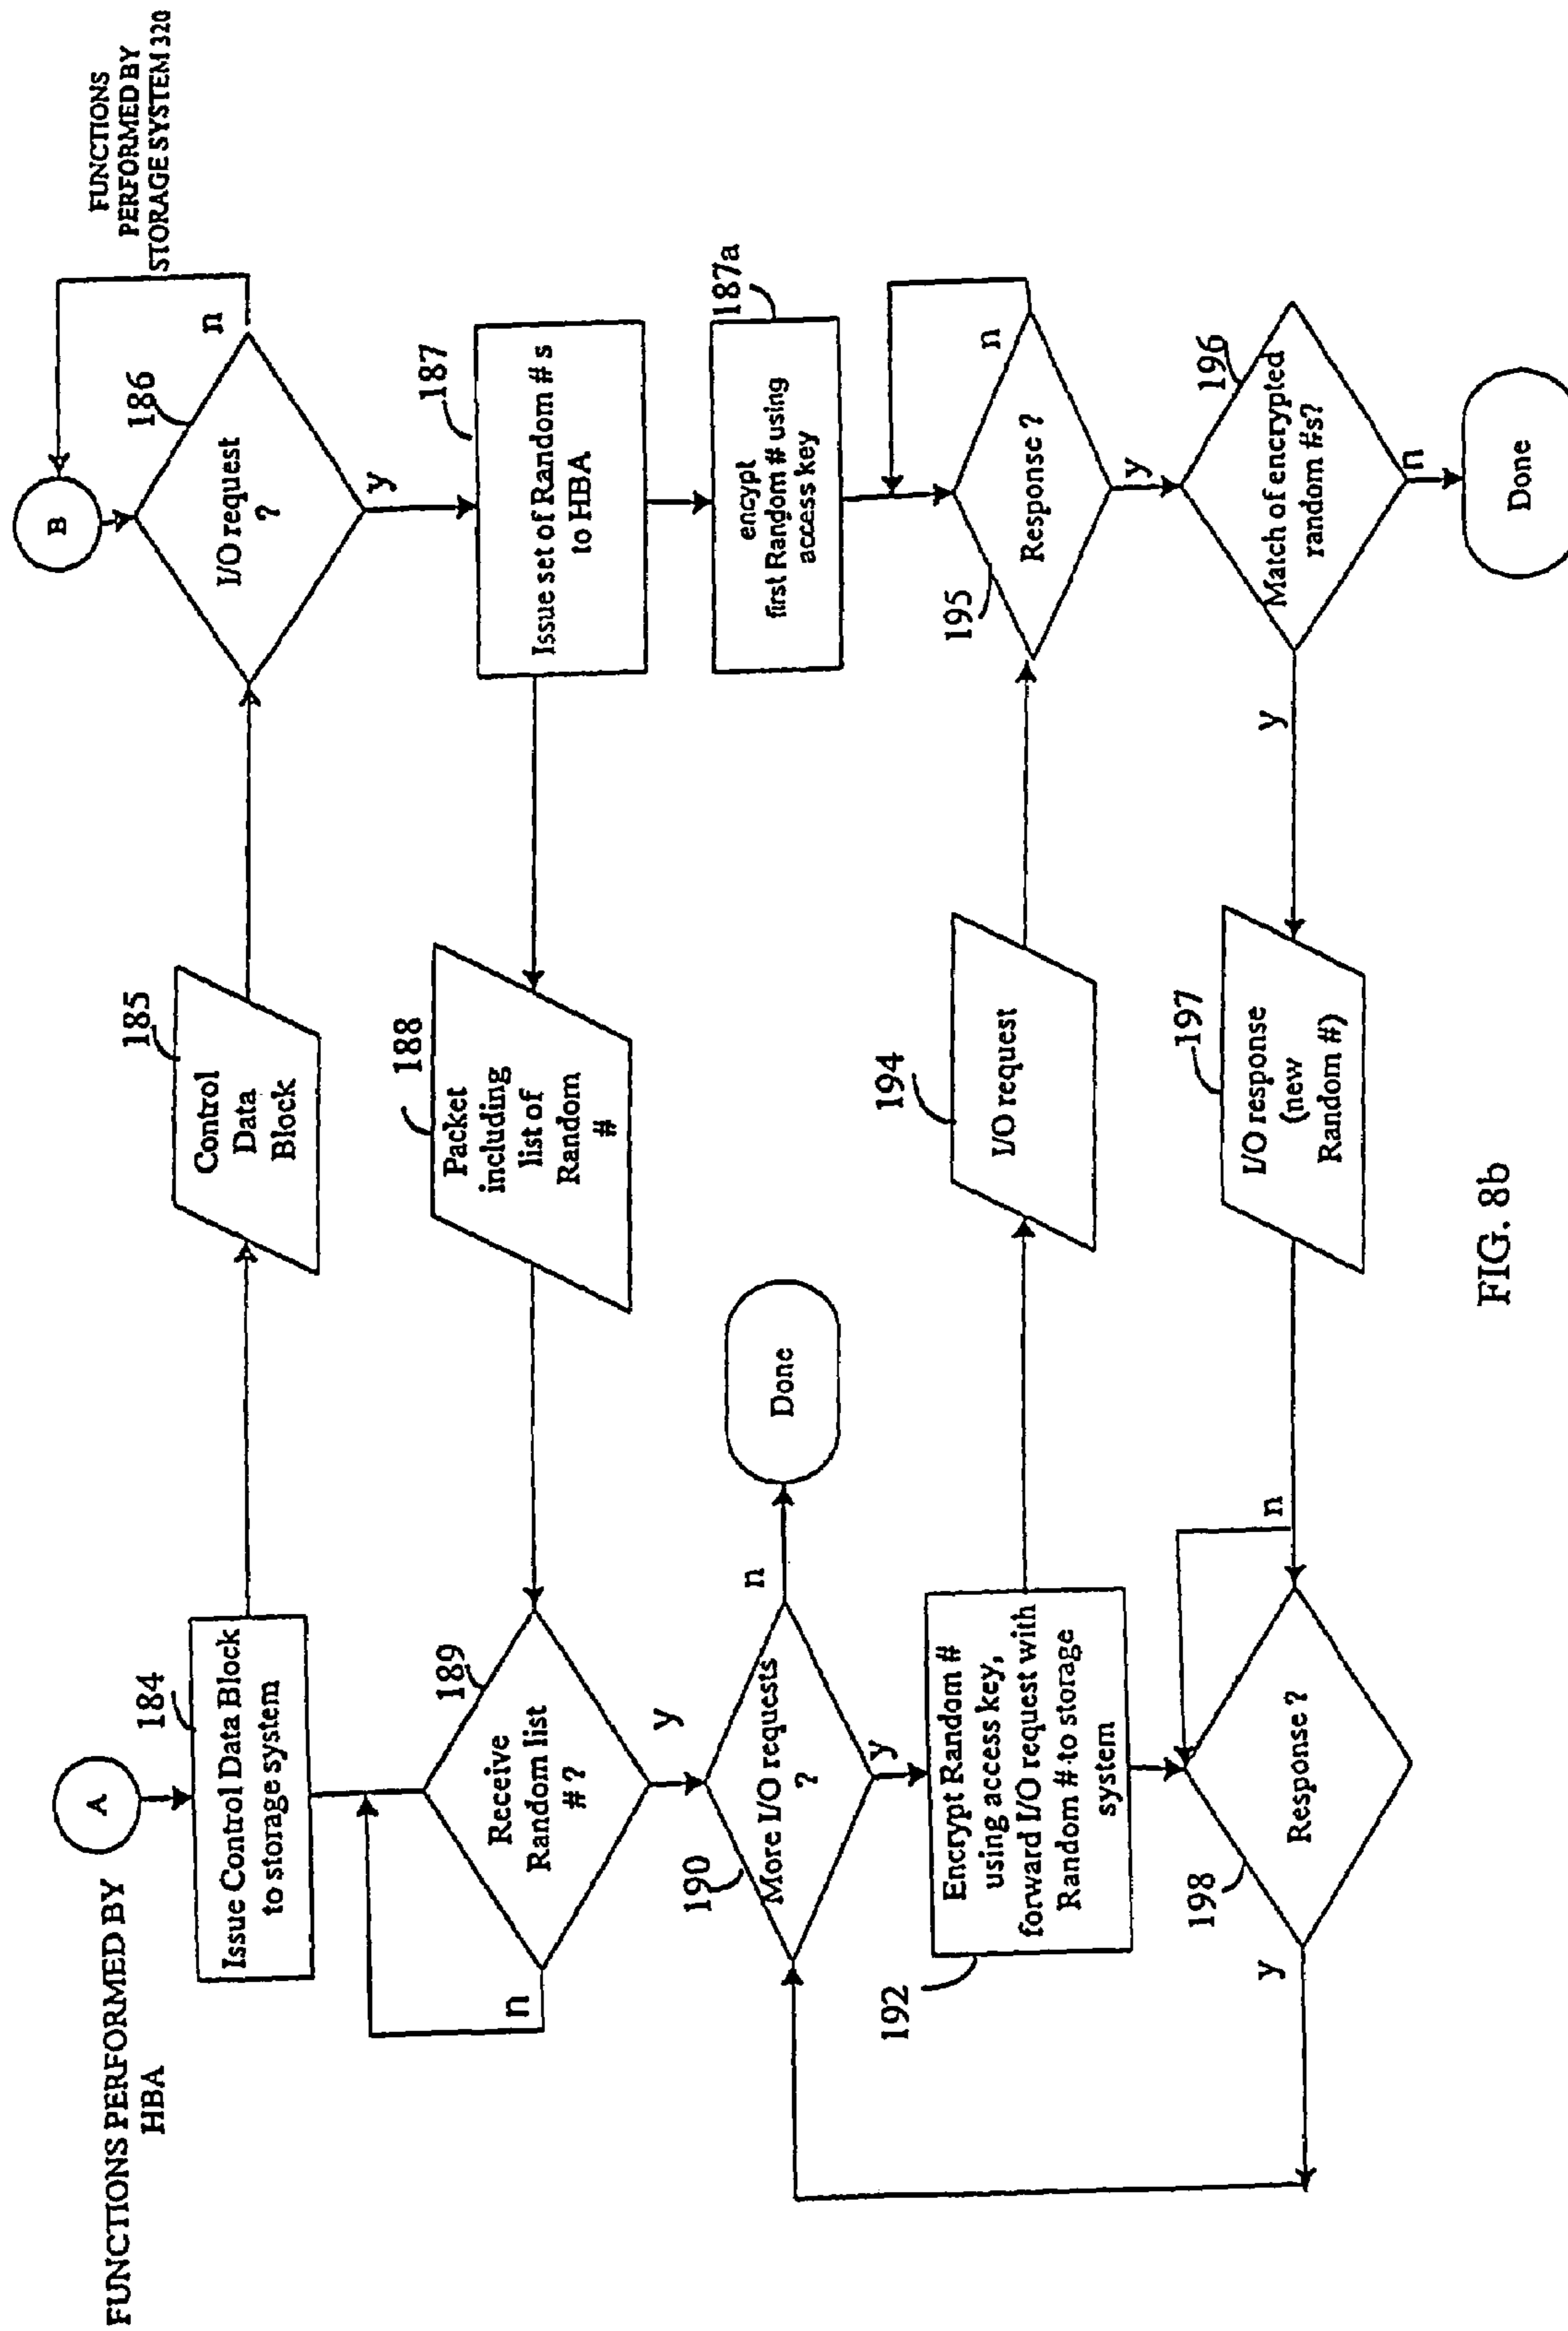 FUNCTIONS PERFORMED BY
HBA
FUNCTIONS
PERFORMED BY
STORAGE SYSTEM 320
A
B
184
Issue Control Data Block
to storage system
185
Control
Data
Block
186
I/O request
?
n
y
187
Issue set of Random # s
to HBA
188
Packet
including
list of
Random
#
189
Receive
Random list
# ?
n
y
187a
encrypt
first Random # using
access key
190
More I/O requests
?
n
Done
y
192
Encrypt Random #
using access key,
forward I/O request with
Random # to storage
system
194
I/O request
195
Response ?
n
y
196
Match of encrypted
random #s?
y
n
Done
197
I/O response
(new
Random #)
198
Response ?
n
y
FIG. 8b